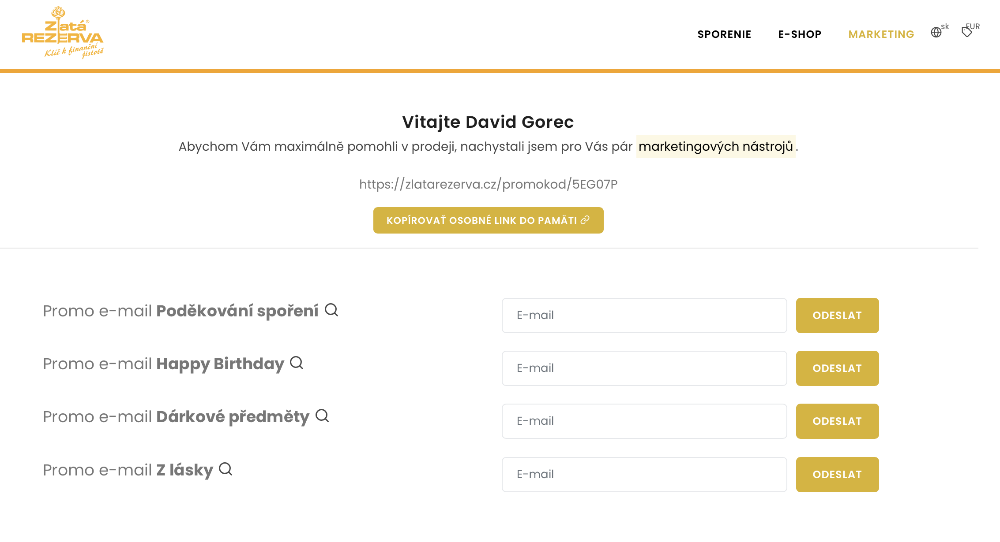 Zlatá®
REZERVA
Klíč k finanční
jistotě
SPORENIE E-SHOP MARKETING sk EUR
Vitajte David Gorec
Abychom Vám maximálně pomohli v prodeji, nachystali jsem pro Vás pár marketingových nástrojů.
https://zlatarezerva.cz/promokod/5EG07P
KOPÍROVAŤ OSOBNÉ LINK DO PAMÄTI
Promo e-mail Poděkování spoření E-mail ODESLAT
Promo e-mail Happy Birthday E-mail ODESLAT
Promo e-mail Dárkové předměty E-mail ODESLAT
Promo e-mail Z lásky E-mail ODESLAT